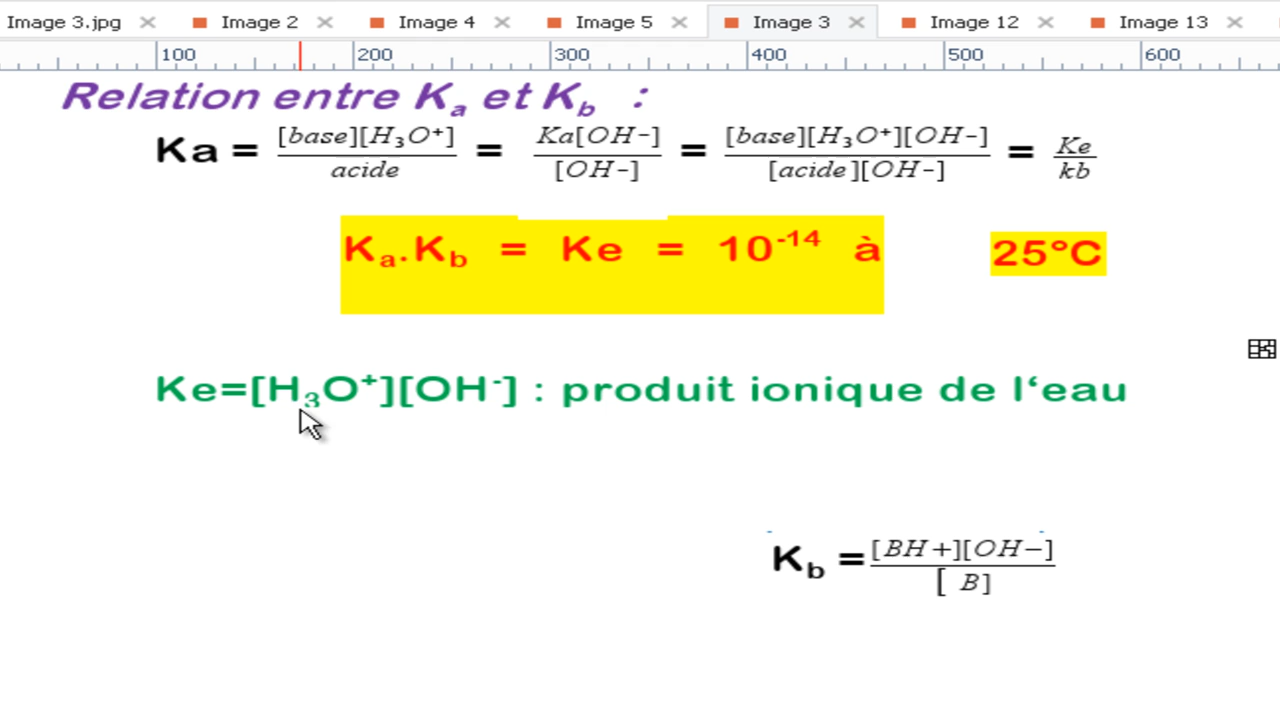 Image 3.jpg Image 2 Image 4 Image 5 Image 3 Image 12 Image 13
100 200 300 400 500 600
Relation entre Ka et Kb :
Ka = [base][H₃O⁺]/acide = Ka[OH−]/[OH−] = [base][H₃O⁺][OH−]/[acide][OH−] = Ke/kb
Ka.Kb = Ke = 10⁻¹⁴ à 25°C
Ke=[H₃O⁺][OH⁻] : produit ionique de l‘eau
Kb =[BH+][OH−]/[ B]